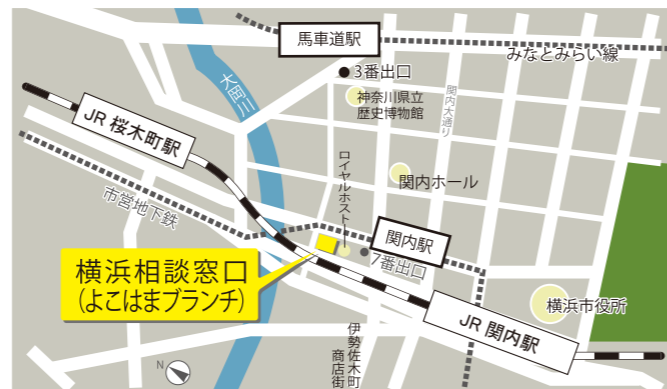 馬車道駅
みなとみらい線
3番出口
大岡川
神奈川県立
歴史博物館
関内大通り
JR 桜木町駅
ロイヤルホスト
関内ホール
市営地下鉄
関内駅
7番出口
横浜相談窓口
(よこはまブランチ)
横浜市役所
JR 関内駅
伊勢佐木町
商店街
N